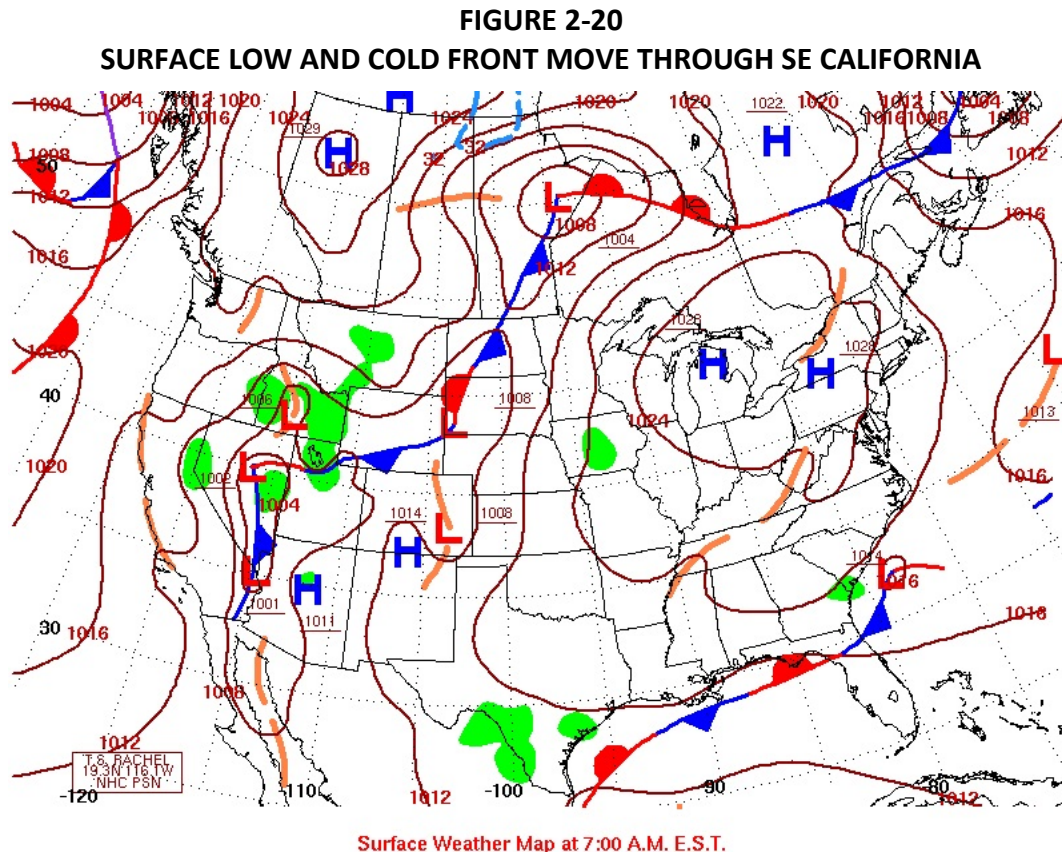 FIGURE 2-20
SURFACE LOW AND COLD FRONT MOVE THROUGH SE CALIFORNIA
1004 1004 1012 1020 1024 1020 1020 1022 1020 1012 1004
1016 1016 1008
1029 1024
H
H
H
1008 50 1028 32 32 1012
1012 L 1008 1016
1016 1004
1012
1020 1028 H H 1028 L
40 1006 L 1008 L 1024 1013
1020 1002 L 1016
1004 1014 1008 L
H
L 1001 H 1011 1014 L 1016
30 1016 1016
1008
1012
T.S. RACHEL
19.3N 116.1W
NHC PSN
-120 -110 1012 -100 -90 -80 1012
Surface Weather Map at 7:00 A.M. E.S.T.